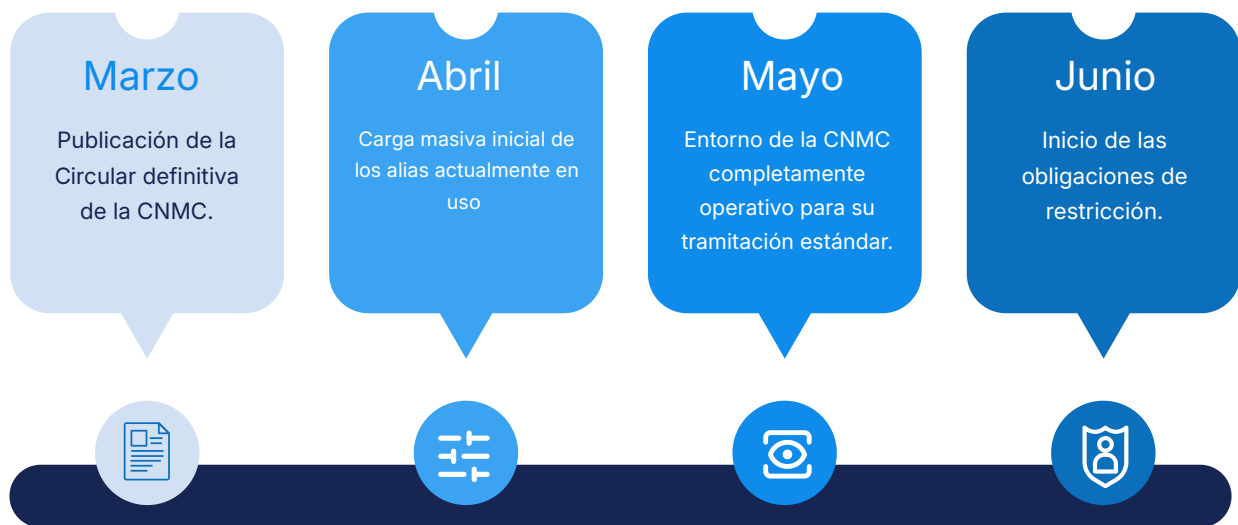 Marzo
Publicación de la
Circular definitiva
de la CNMC.
Abril
Carga masiva inicial de
los alias actualmente en
uso
Mayo
Entorno de la CNMC
completamente
operativo para su
tramitación estándar.
Junio
Inicio de las
obligaciones de
restricción.